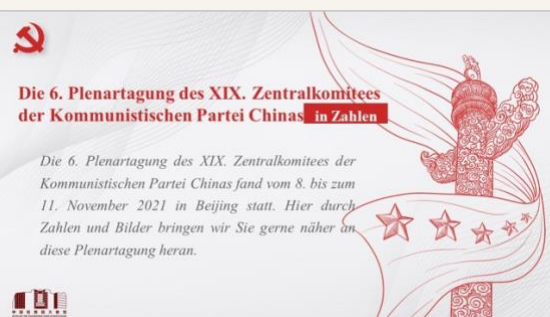 Die 6. Plenartagung des XIX. Zentralkomitees
der Kommunistischen Partei Chinas in Zahlen
Die 6. Plenartagung des XIX. Zentralkomitees der
Kommunistischen Partei Chinas fand vom 8. bis zum
11. November 2021 in Beijing statt. Hier durch
Zahlen und Bilder bringen wir Sie gerne näher an
diese Plenartagung heran.